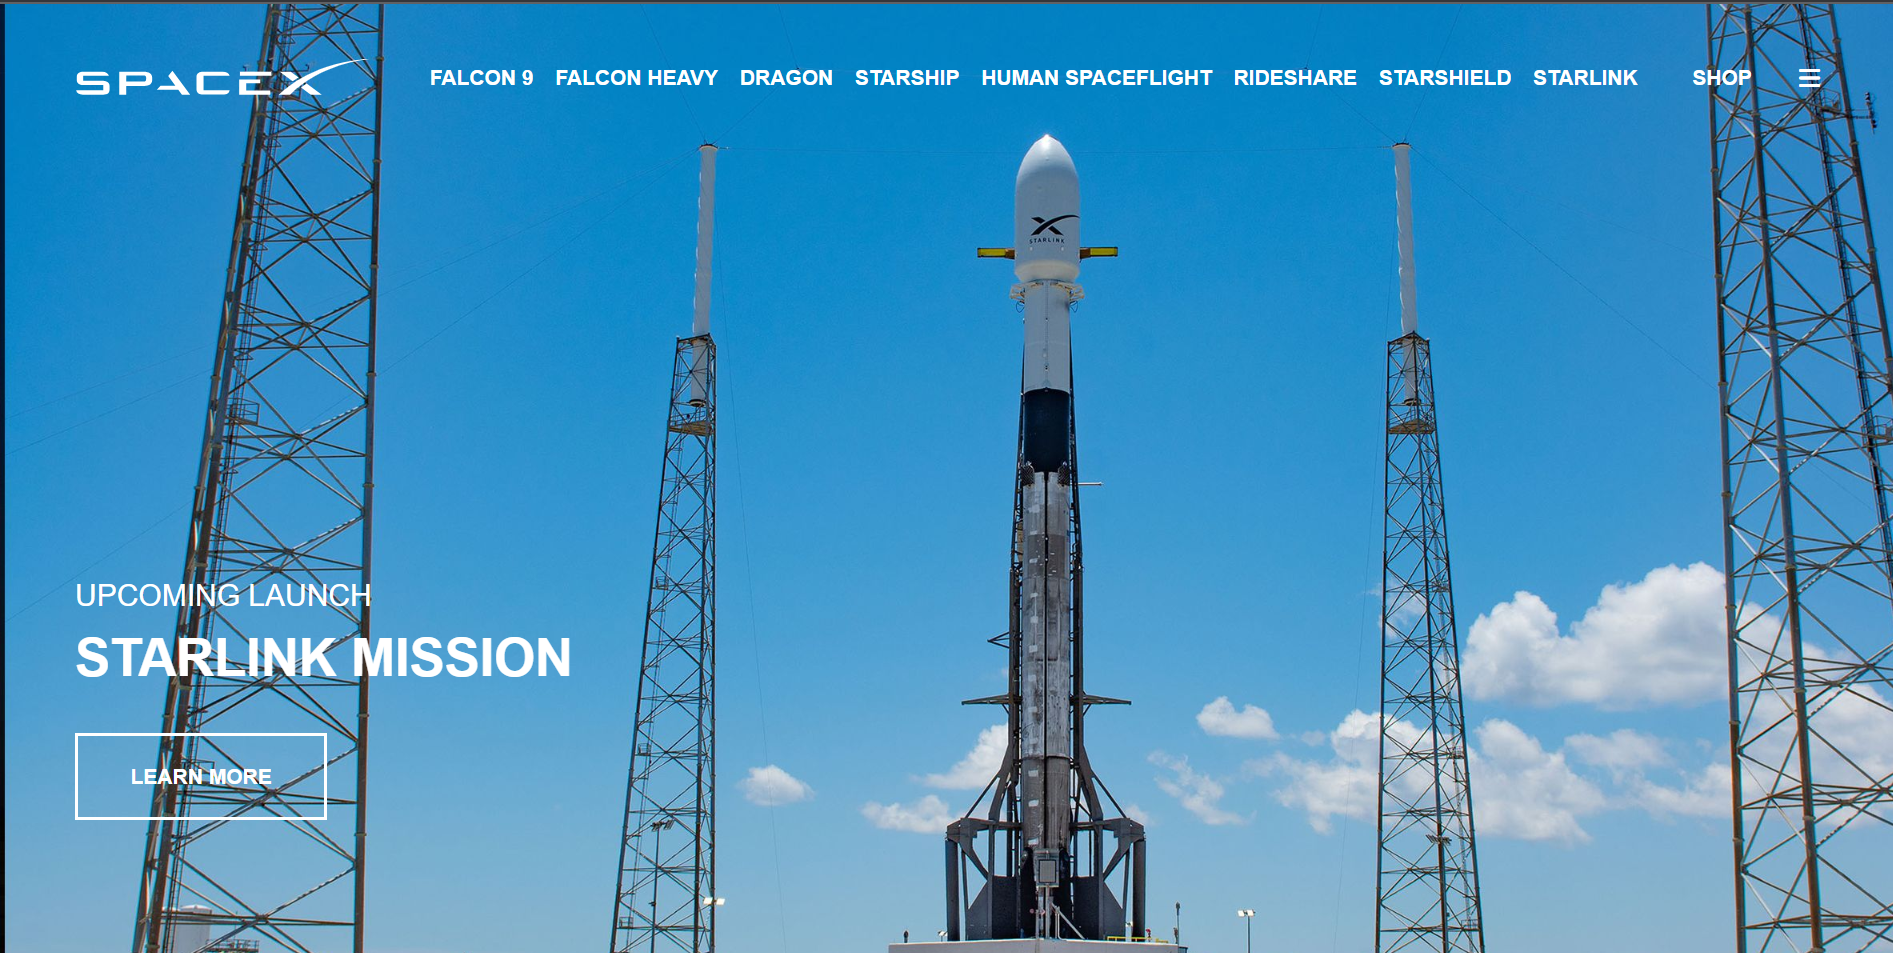 SPACEX
FALCON 9 FALCON HEAVY DRAGON STARSHIP HUMAN SPACEFLIGHT RIDESHARE STARSHIELD STARLINK SHOP
X
STARLINK
UPCOMING LAUNCH
STARLINK MISSION
LEARN MORE